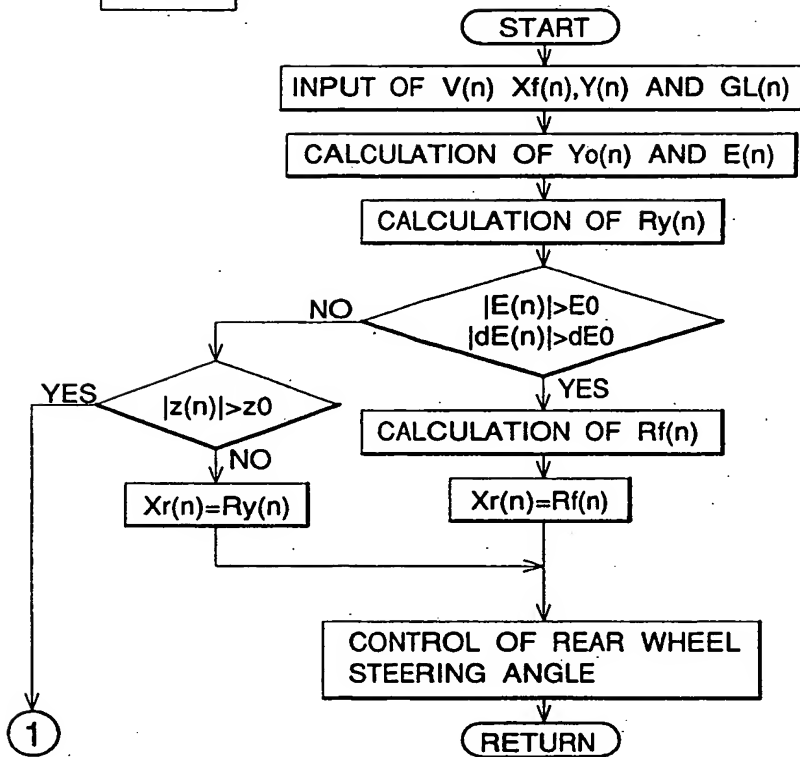 START
INPUT OF V(n) Xf(n),Y(n) AND GL(n)
CALCULATION OF Yo(n) AND E(n)
CALCULATION OF Ry(n)
|E(n)|>E0
|dE(n)|>dE0
NO
YES
|z(n)|>z0
YES
NO
CALCULATION OF Rf(n)
Xr(n)=Ry(n)
Xr(n)=Rf(n)
CONTROL OF REAR WHEEL
STEERING ANGLE
1
RETURN